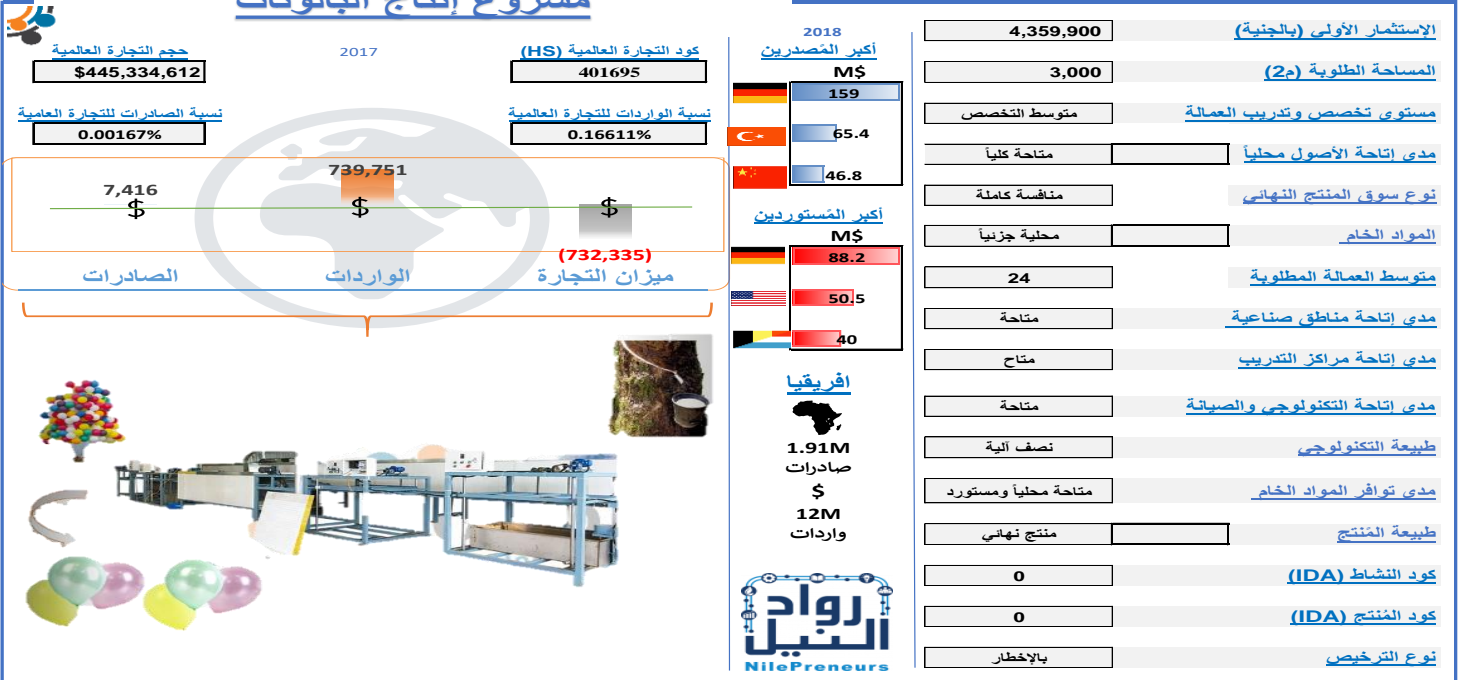 مشروع إنتاج البالونات
الإستثمار الأولى (بالجنية)
4,359,900
المساحة الطلوبة (م2)
3,000
مستوى تخصص وتدريب العمالة
متوسط التخصص
مدى إتاحة الأصول محلياً
متاحة كلياً
نوع سوق المنتج النهائي
منافسة كاملة
المواد الخام
محلية جزئياً
متوسط العمالة المطلوبة
24
مدى إتاحة مناطق صناعية
متاحة
مدى إتاحة مراكز التدريب
متاح
مدى إتاحة التكنولوجي والصيانة
متاحة
طبيعة التكنولوجي
نصف آلية
مدى توافر المواد الخام
متاحة محلياً ومستورد
طبيعة المُنتج
منتج نهائي
كود النشاط (IDA)
0
كود المُنتج (IDA)
0
نوع الترخيص
بالإخطار
2018
أكبر المُصدرين
M$
159
65.4
46.8
أكبر المُستوردين
M$
88.2
50.5
40
افريقيا
1.91M
صادرات
$
12M
واردات
رواد
النيل
NilePreneurs
كود التجارة العالمية (HS)
401695
2017
حجم التجارة العالمية
$445,334,612
نسبة الواردات للتجارة العالمية
0.16611%
نسبة الصادرات للتجارة العامية
0.00167%
7,416
$
739,751
$
$
(732,335)
ميزان التجارة
الواردات
الصادرات